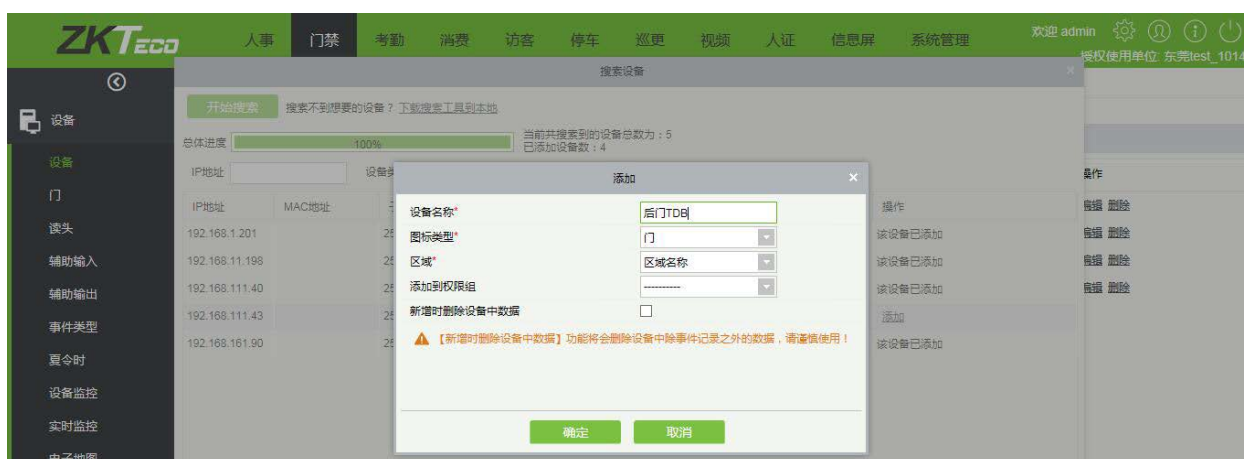 ZKTeco 人事 门禁 考勤 消费 访客 停车 巡更 视频 人证 信息屏 系统管理 欢迎 admin
授权使用单位: 东莞test_1014
搜索设备
开始搜索 搜索不到想要的设备？下载搜索工具到本地
设备
总体进度 100% 当前共搜索到的设备总数为：5
已添加设备数：4
设备
IP地址
添加
门
IP地址 MAC地址 操作
编辑 删除
设备名称* 后门TDB
读头
192.168.1.201 该设备已添加 编辑 删除
图标类型* 门
辅助输入
192.168.11.198 该设备已添加 编辑 删除
区域* 区域名称
辅助输出
192.168.111.40 该设备已添加 编辑 删除
添加到权限组 ----------
事件类型
192.168.111.43 添加
新增时删除设备中数据
夏令时
192.168.161.90 该设备已添加
【新增时删除设备中数据】功能将会删除设备中除事件记录之外的数据，请谨慎使用！
设备监控
实时监控
确定 取消
电子地图